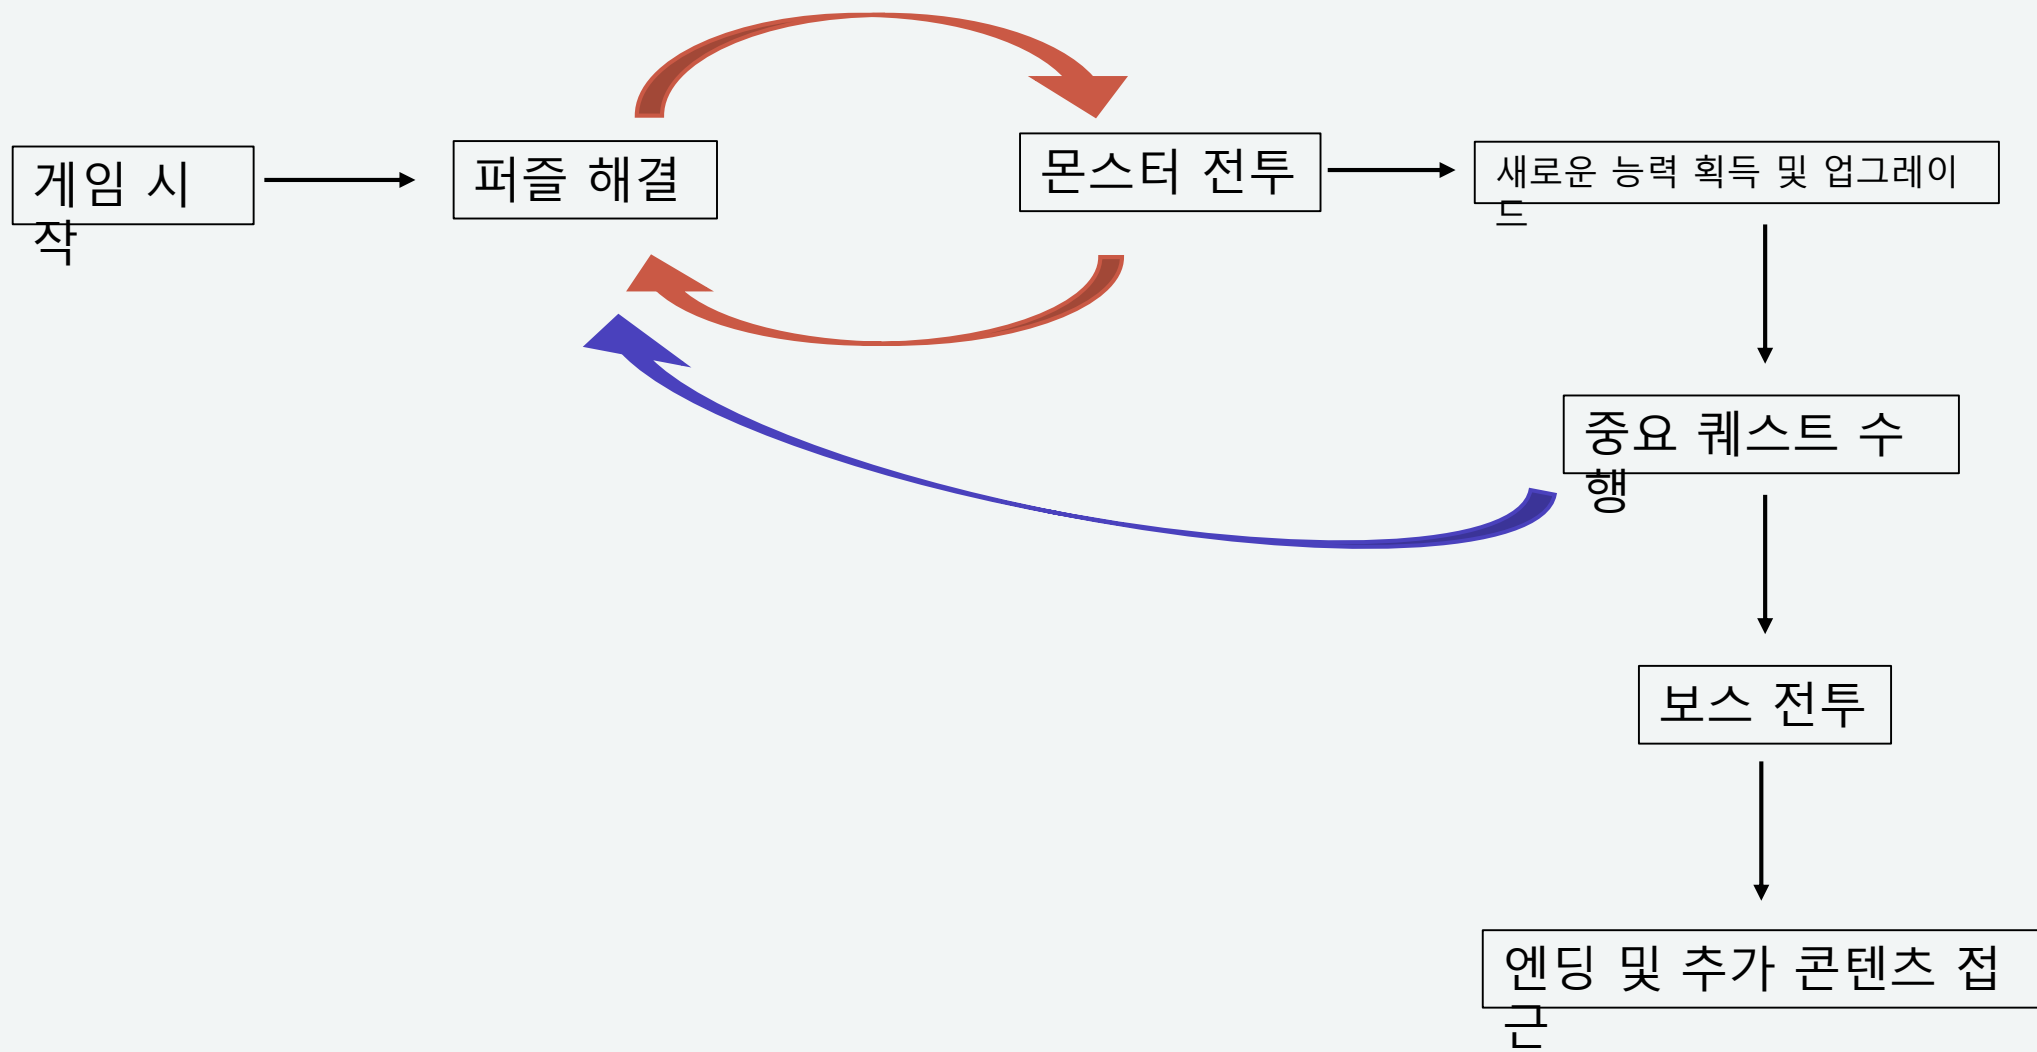 게임 시
작
퍼즐 해결
몬스터 전투
새로운 능력 획득 및 업그레이
드
중요 퀘스트 수
행
보스 전투
엔딩 및 추가 콘텐츠 접
근